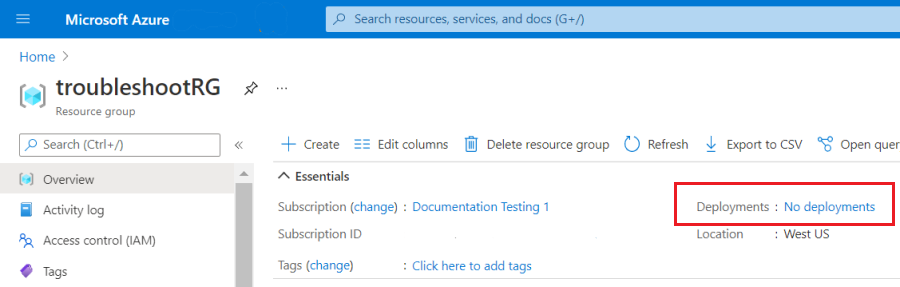 Microsoft Azure
Search resources, services, and docs (G+/)
Home >
troubleshootRG ...
Resource group
Search (Ctrl+/) «
Overview
Activity log
Access control (IAM)
Tags
+ Create Edit columns Delete resource group Refresh Export to CSV Open quer
Essentials
Subscription (change) : Documentation Testing 1 Deployments : No deployments
Subscription ID Location : West US
Tags (change) : Click here to add tags